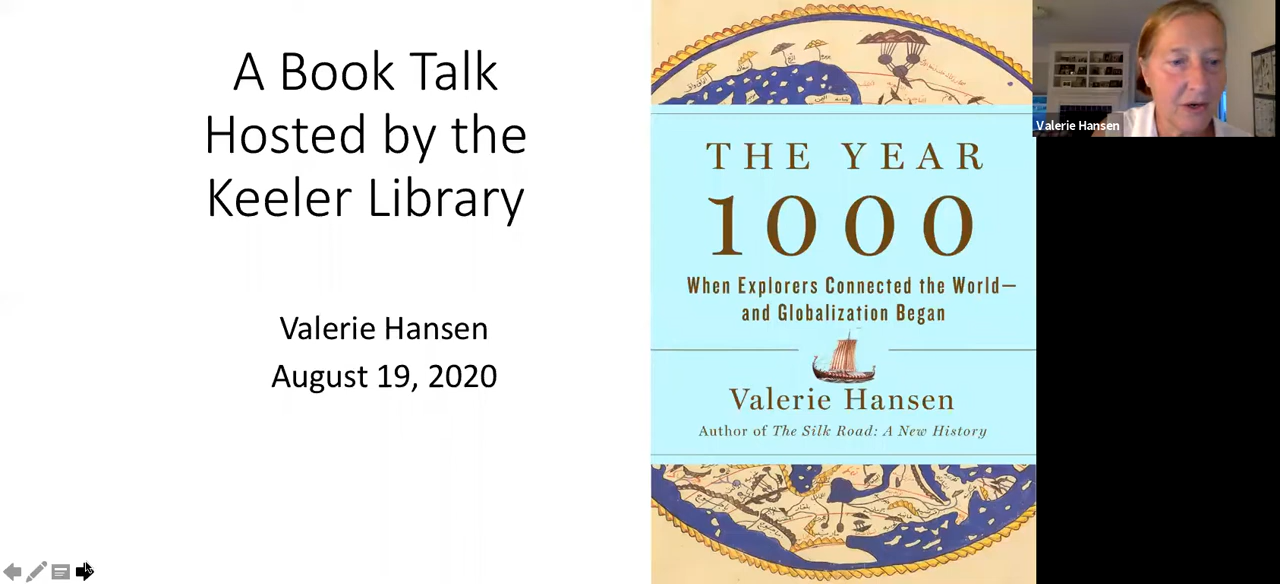 A Book Talk
Hosted by the
Keeler Library
Valerie Hansen
August 19, 2020
THE YEAR
1000
When Explorers Connected the World—
and Globalization Began
Valerie Hansen
Author of The Silk Road: A New History
Valerie Hansen